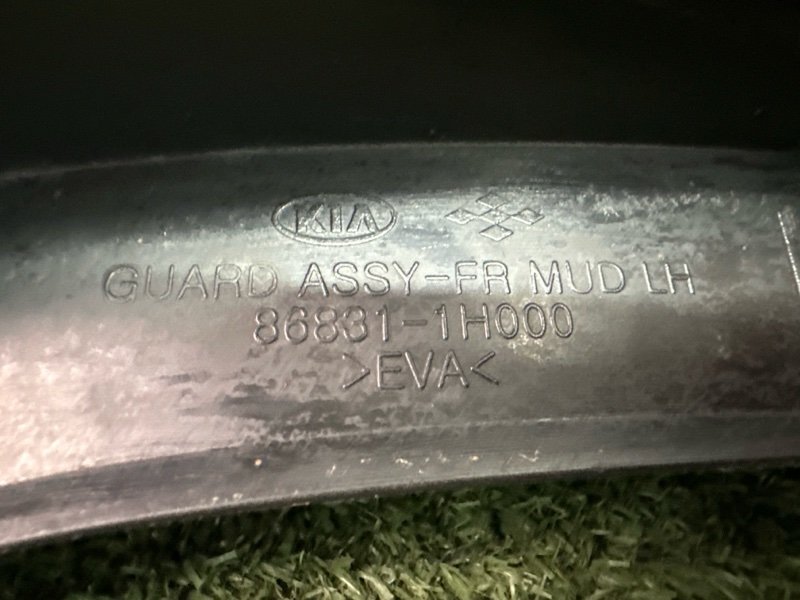 KIA
GUARD ASSY-FR MUD LH
86831-1H000
>EVA<